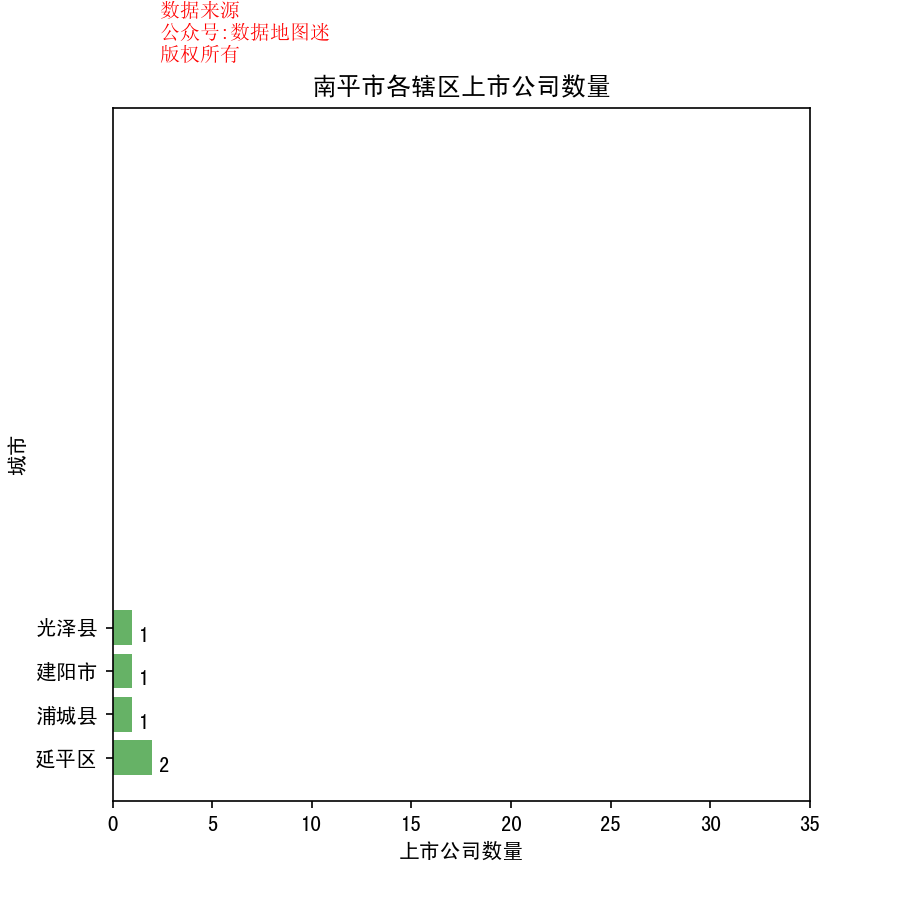 数据来源
公众号:数据地图迷
版权所有
南平市各辖区上市公司数量
城市
光泽县
1
建阳市
1
浦城县
1
延平区
2
0 5 10 15 20 25 30 35
上市公司数量